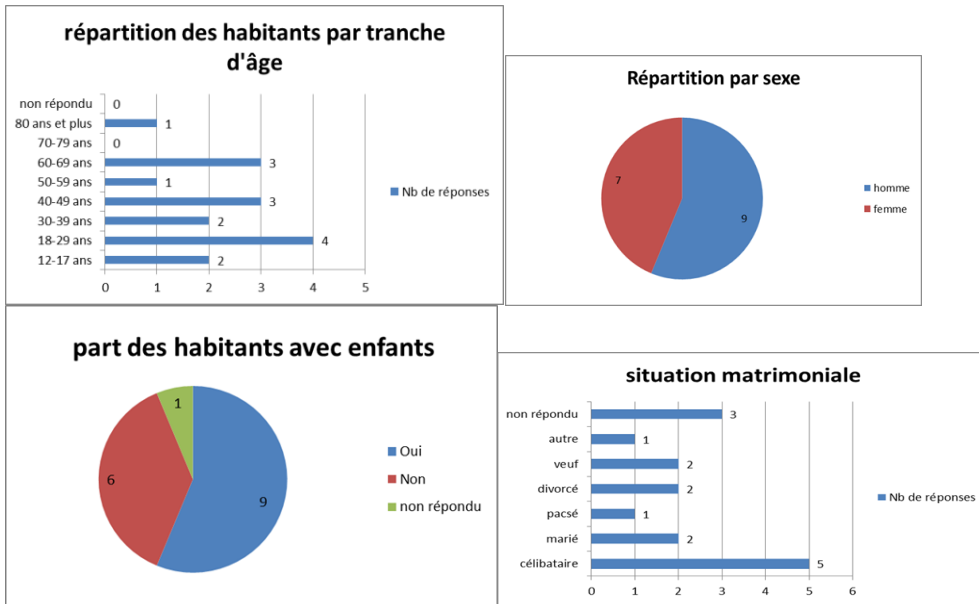 répartition des habitants par tranche
d'âge
non répondu 0
80 ans et plus 1
70-79 ans 0
60-69 ans 3
50-59 ans 1
40-49 ans 3
30-39 ans 2
18-29 ans 4
12-17 ans 2
0 1 2 3 4 5
Nb de réponses
Répartition par sexe
7
9
homme
femme
part des habitants avec enfants
1
6
9
Oui
Non
non répondu
situation matrimoniale
non répondu 3
autre 1
veuf 2
divorcé 2
pacsé 1
marié 2
célibataire 5
0 1 2 3 4 5 6
Nb de réponses